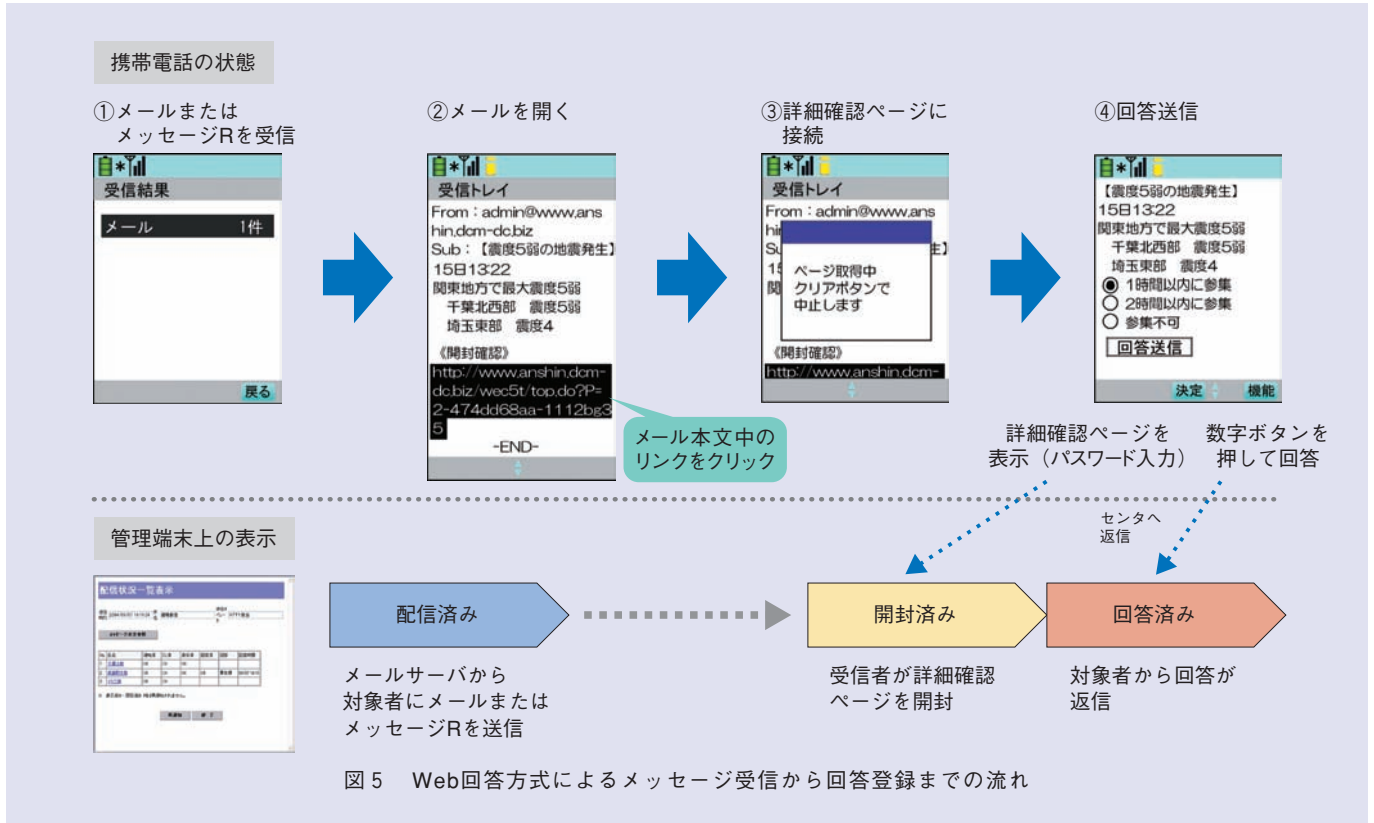 携帯電話の状態
①メールまたは
メッセージRを受信
②メールを開く
③詳細確認ページに
接続
④回答送信
受信結果
メール 1件
戻る
受信トレイ
From：admin@www.ans
hin.dcm-dc.biz
Sub：【震度5弱の地震発生】
15日13:22
関東地方で最大震度5弱
千葉北西部 震度5弱
埼玉東部 震度4
《開封確認》
http://www.anshin.dcm-
dc.biz/wec5t/top.do?P=
2-474dd68aa-1112bg3
5
-END-
メール本文中の
リンクをクリック
受信トレイ
From：admin@www.ans
hin
Su 生】
15
関
ページ取得中
クリアボタンで
中止します
《開封確認》
http://www.anshin.dcm-
【震度5弱の地震発生】
15日13:22
関東地方で最大震度5弱
千葉北西部 震度5弱
埼玉東部 震度4
1時間以内に参集
2時間以内に参集
参集不可
回答送信
決定 機能
詳細確認ページを
表示（パスワード入力）
数字ボタンを
押して回答
センタへ
返信
管理端末上の表示
配信状況一覧表示
配信済み
開封済み
回答済み
メールサーバから
対象者にメールまたは
メッセージRを送信
受信者が詳細確認
ページを開封
対象者から回答が
返信
図5 Web回答方式によるメッセージ受信から回答登録までの流れ